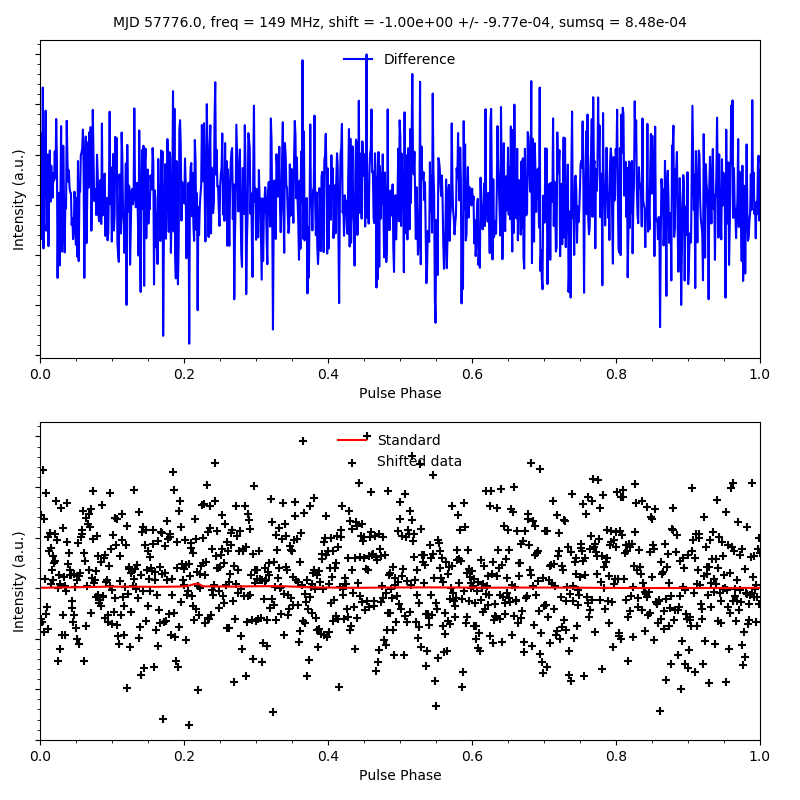 MJD 57776.0, freq = 149 MHz, shift = -1.00e+00 +/- -9.77e-04, sumsq = 8.48e-04
Difference
Intensity (a.u.)
0.0 0.2 0.4 0.6 0.8 1.0
Pulse Phase
Standard
Shifted data
Intensity (a.u.)
0.0 0.2 0.4 0.6 0.8 1.0
Pulse Phase